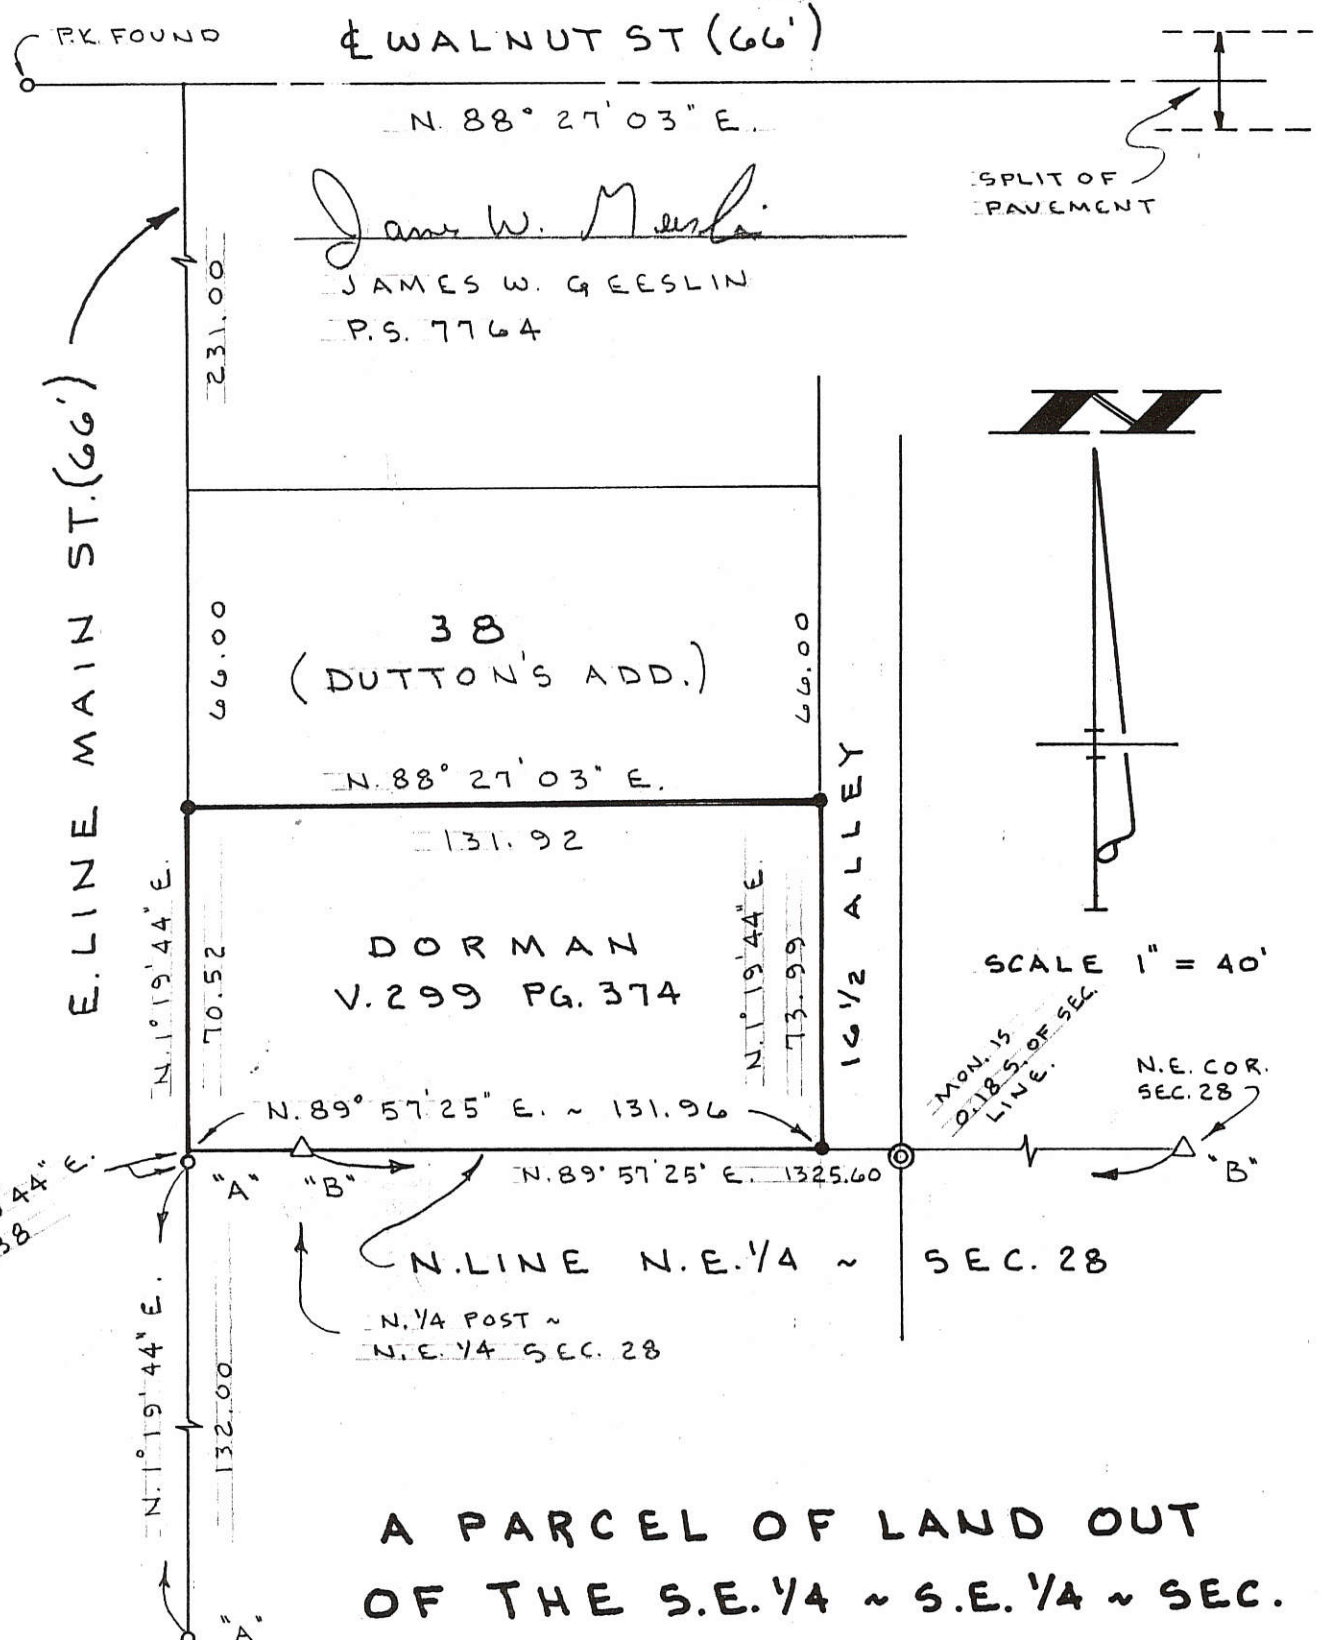 P.K. FOUND
℄ WALNUT ST (66')
N. 88° 27' 03" E.
SPLIT OF
PAVEMENT
JAMES W. GEESLIN
P.S. 7764
231.00
E. LINE MAIN ST. (66')
N
66.00
38
(DUTTON'S ADD.)
66.00
N. 88° 27' 03" E.
131.92
N. 1° 19' 44" E.
70.52
DORMAN
V. 299 PG. 374
N. 1° 19' 44" E.
73.99
16 1/2 ALLEY
SCALE 1" = 40'
MON. IS
0.18 S. OF SEC.
LINE.
N.E. COR.
SEC. 28
N. 89° 57' 25" E. ~ 131.96
44" E.
38
"A"
"B"
N. 89° 57' 25" E. 1325.60
"B"
N. LINE N.E. 1/4 ~ SEC. 28
N. 1/4 POST ~
N.E. 1/4 SEC. 28
N. 1° 19' 44" E.
132.00
"A"
A PARCEL OF LAND OUT
OF THE S.E. 1/4 ~ S.E. 1/4 ~ SEC.